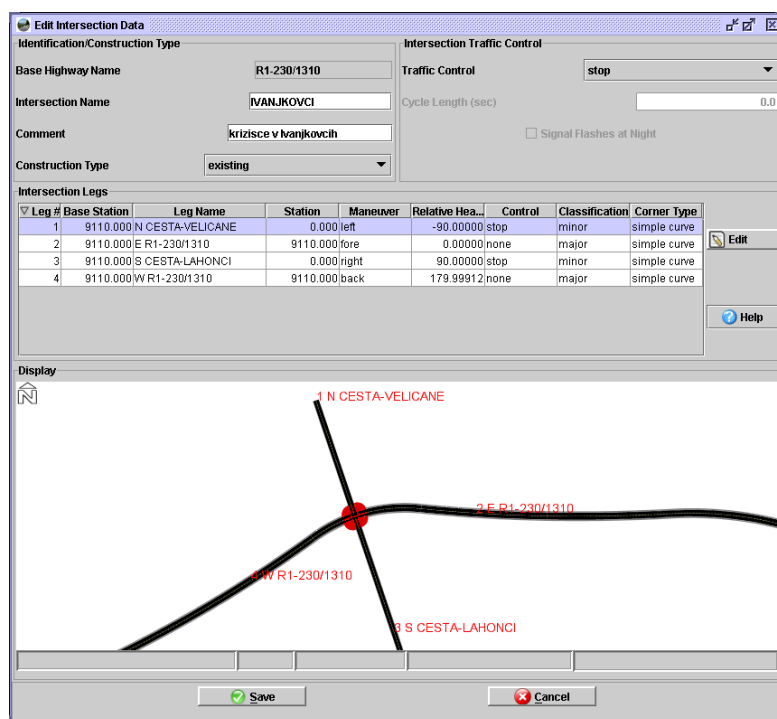 Edit Intersection Data
Identification/Construction Type
Base Highway Name R1-230/1310
Intersection Name IVANJKOVCI
Comment krizisce v Ivanjkovcih
Construction Type existing
Intersection Traffic Control
Traffic Control stop
Cycle Length (sec) 0.0
Signal Flashes at Night
Intersection Legs
Leg # Base Station Leg Name Station Maneuver Relative Hea... Control Classification Corner Type
1 9110.000 N CESTA-VELICANE 0.000 left -90.00000 stop minor simple curve
2 9110.000 E R1-230/1310 9110.000 fore 0.00000 none major simple curve
3 9110.000 S CESTA-LAHONCI 0.000 right 90.00000 stop minor simple curve
4 9110.000 W R1-230/1310 9110.000 back 179.99912 none major simple curve
Edit
Help
Display
N
1 N CESTA-VELICANE
2 E R1-230/1310
4 W R1-230/1310
3 S CESTA-LAHONCI
Save Cancel